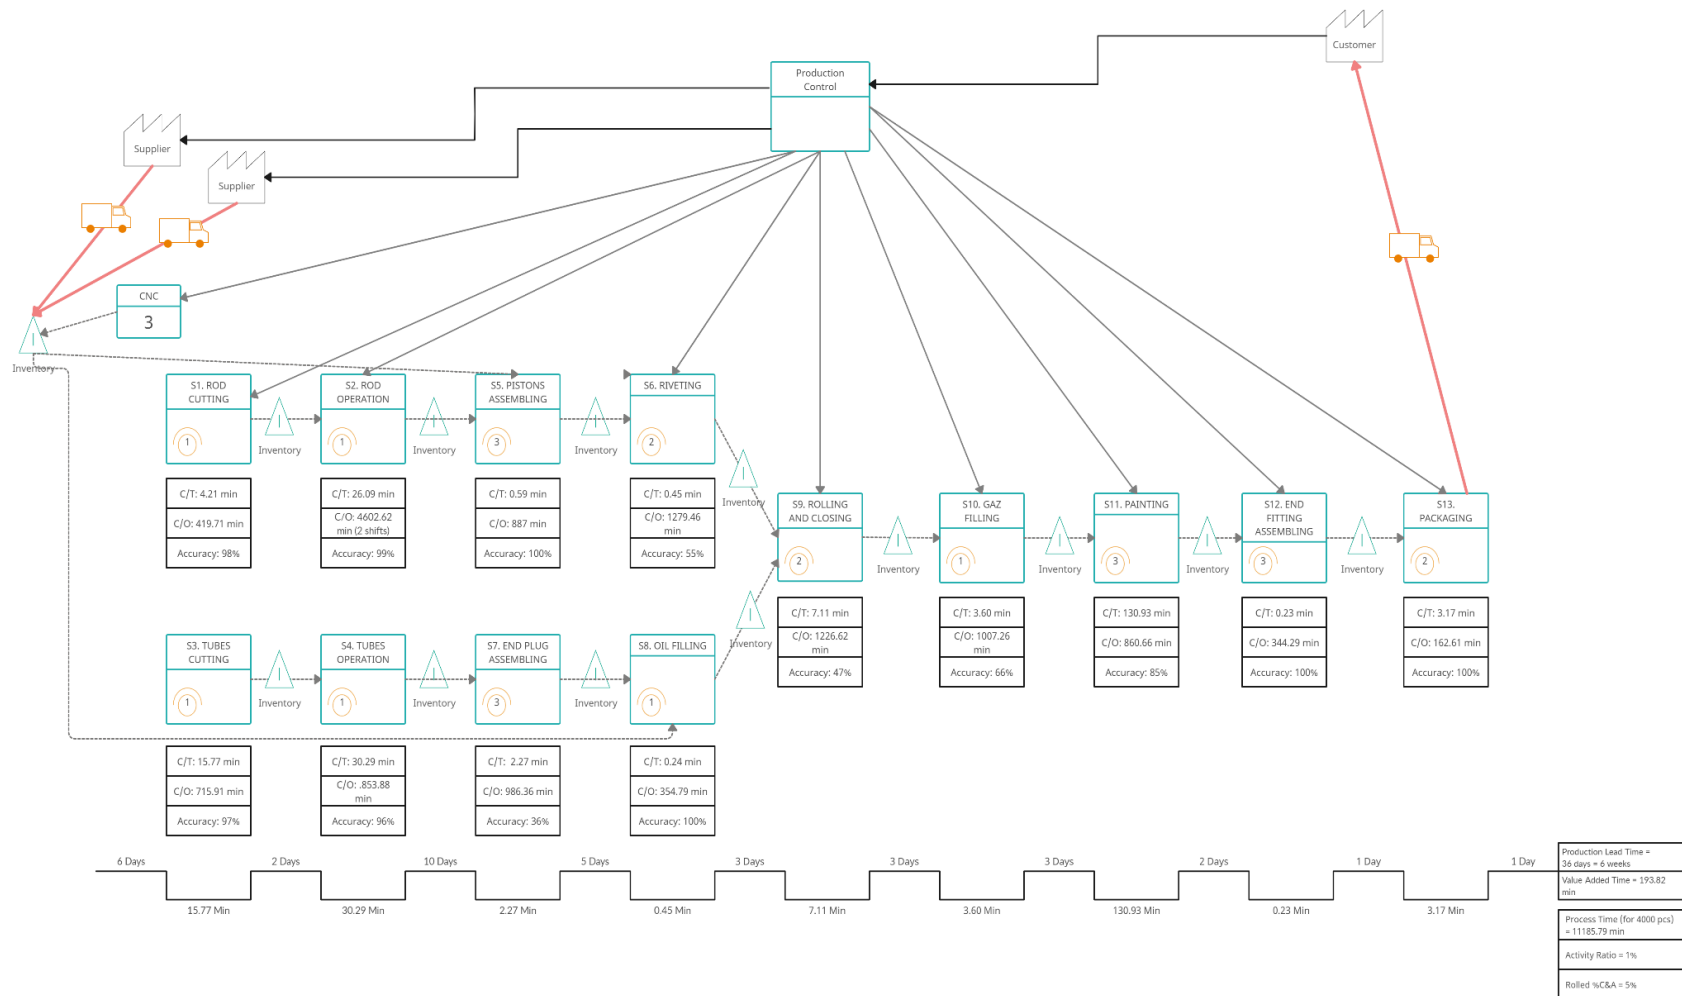 Customer
Production
Control
Supplier
Supplier
CNC
3
Inventory
S1. ROD
CUTTING
1
Inventory
S2. ROD
OPERATION
1
Inventory
S5. PISTONS
ASSEMBLING
3
Inventory
S6. RIVETING
2
Inventory
C/T: 4.21 min
C/O: 419.71 min
Accuracy: 98%
C/T: 26.09 min
C/O: 4602.62
min (2 shifts)
Accuracy: 99%
C/T: 0.59 min
C/O: 887 min
Accuracy: 100%
C/T: 0.45 min
C/O: 1279.46
min
Accuracy: 55%
S9. ROLLING
AND CLOSING
2
Inventory
S10. GAZ
FILLING
1
Inventory
S11. PAINTING
3
Inventory
S12. END
FITTING
ASSEMBLING
3
Inventory
S13.
PACKAGING
2
C/T: 7.11 min
C/O: 1226.62
min
Accuracy: 47%
C/T: 3.60 min
C/O: 1007.26
min
Accuracy: 66%
C/T: 130.93 min
C/O: 860.66 min
Accuracy: 85%
C/T: 0.23 min
C/O: 344.29 min
Accuracy: 100%
C/T: 3.17 min
C/O: 162.61 min
Accuracy: 100%
S3. TUBES
CUTTING
1
Inventory
S4. TUBES
OPERATION
1
Inventory
S7. END PLUG
ASSEMBLING
3
Inventory
S8. OIL FILLING
1
Inventory
C/T: 15.77 min
C/O: 715.91 min
Accuracy: 97%
C/T: 30.29 min
C/O: .853.88
min
Accuracy: 96%
C/T: 2.27 min
C/O: 986.36 min
Accuracy: 36%
C/T: 0.24 min
C/O: 354.79 min
Accuracy: 100%
6 Days
2 Days
10 Days
5 Days
3 Days
3 Days
3 Days
2 Days
1 Day
1 Day
15.77 Min
30.29 Min
2.27 Min
0.45 Min
7.11 Min
3.60 Min
130.93 Min
0.23 Min
3.17 Min
Production Lead Time =
36 days = 6 weeks
Value Added Time = 193.82
min
Process Time (for 4000 pcs)
= 11185.79 min
Activity Ratio = 1%
Rolled %C&A = 5%